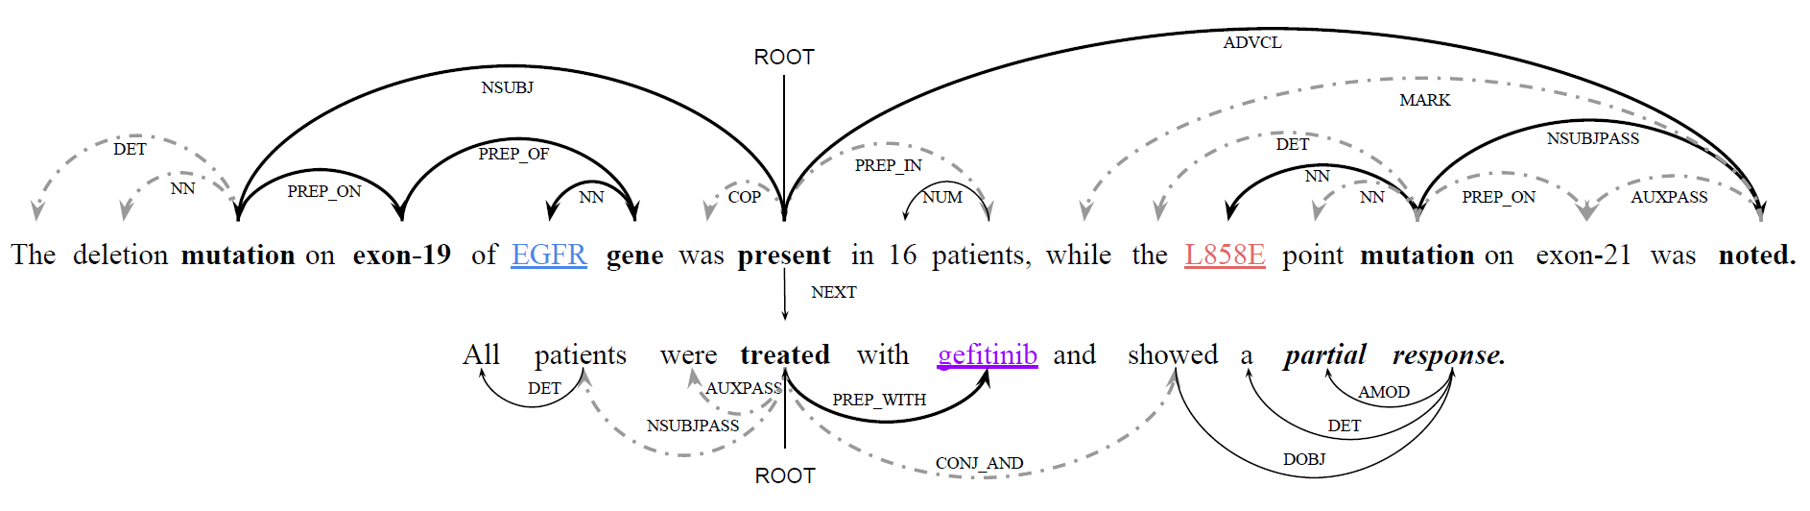 ROOT
ADVCL
NSUBJ
MARK
DET NN PREP_ON PREP_OF NN COP PREP_IN NUM DET NN NN PREP_ON NSUBJPASS AUXPASS
The deletion mutation on exon-19 of EGFR gene was present in 16 patients, while the L858E point mutation on exon-21 was noted.
NEXT
All patients were treated with gefitinib and showed a partial response.
DET AUXPASS PREP_WITH AMOD
NSUBJPASS DET
CONJ_AND DOBJ
ROOT